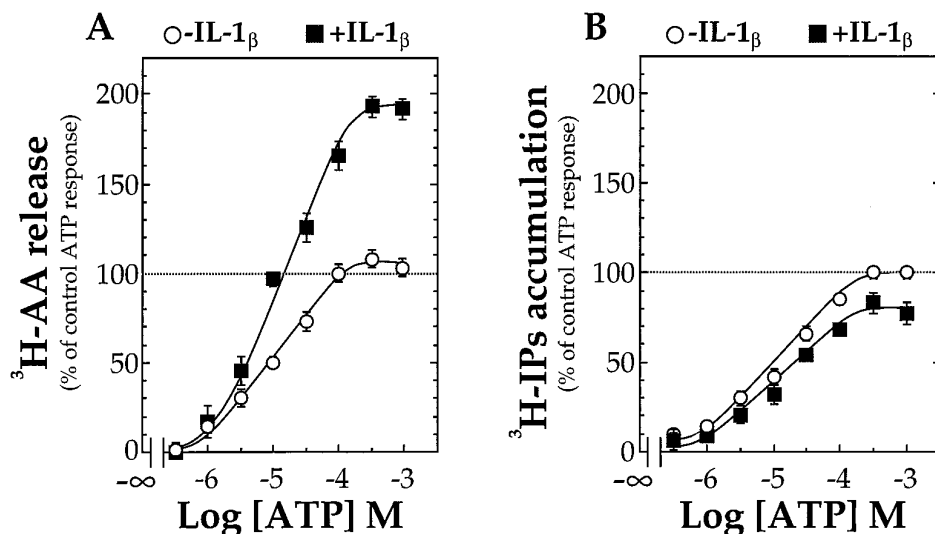 A
○-IL-1β ■+IL-1β
³H-AA release
(% of control ATP response)
200
150
100
50
0
-∞ -6 -5 -4 -3
Log [ATP] M
B
○-IL-1β ■+IL-1β
³H-IPs accumulation
(% of control ATP response)
200
150
100
50
0
-∞ -6 -5 -4 -3
Log [ATP] M